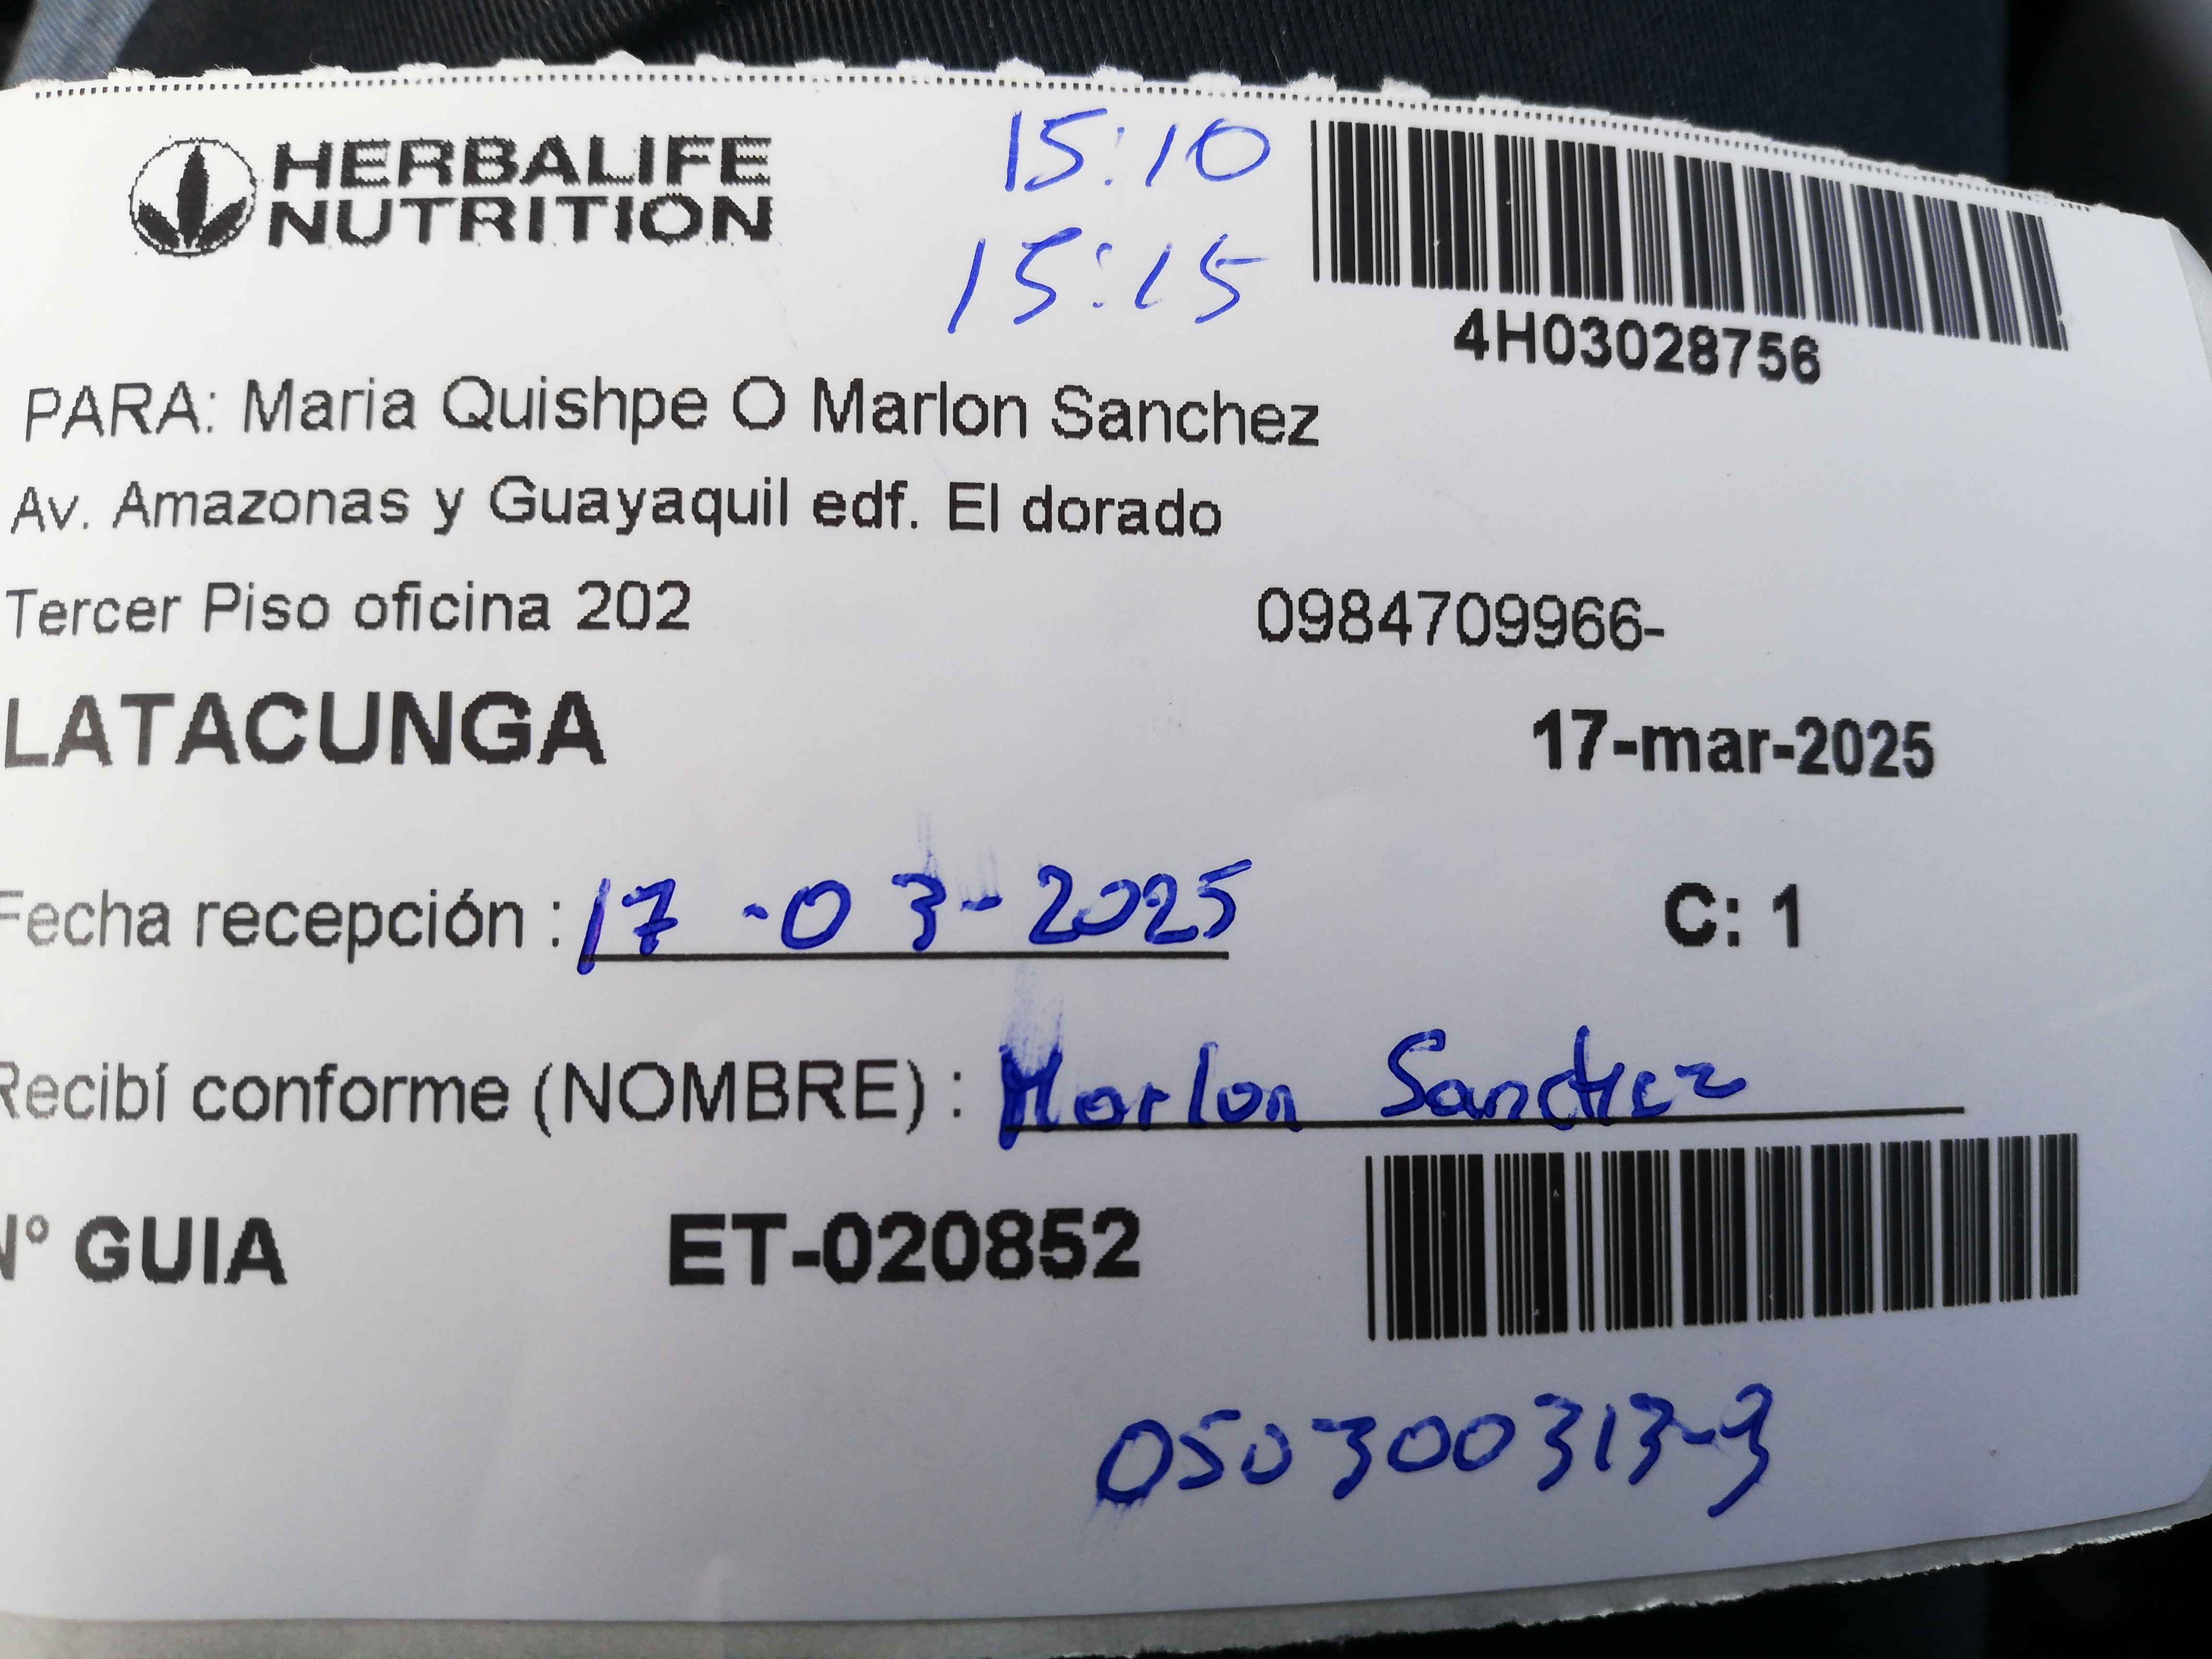 HERBALIFE
NUTRITION
15:10
15:15
4H03028756
PARA: Maria Quishpe O Marlon Sanchez
Av. Amazonas y Guayaquil edf. El dorado
Tercer Piso oficina 202 0984709966-
LATACUNGA 17-mar-2025
Fecha recepción : 17-03-2025 C: 1
Recibí conforme (NOMBRE) : Marlon Sanchez
N° GUIA ET-020852
050300313-9